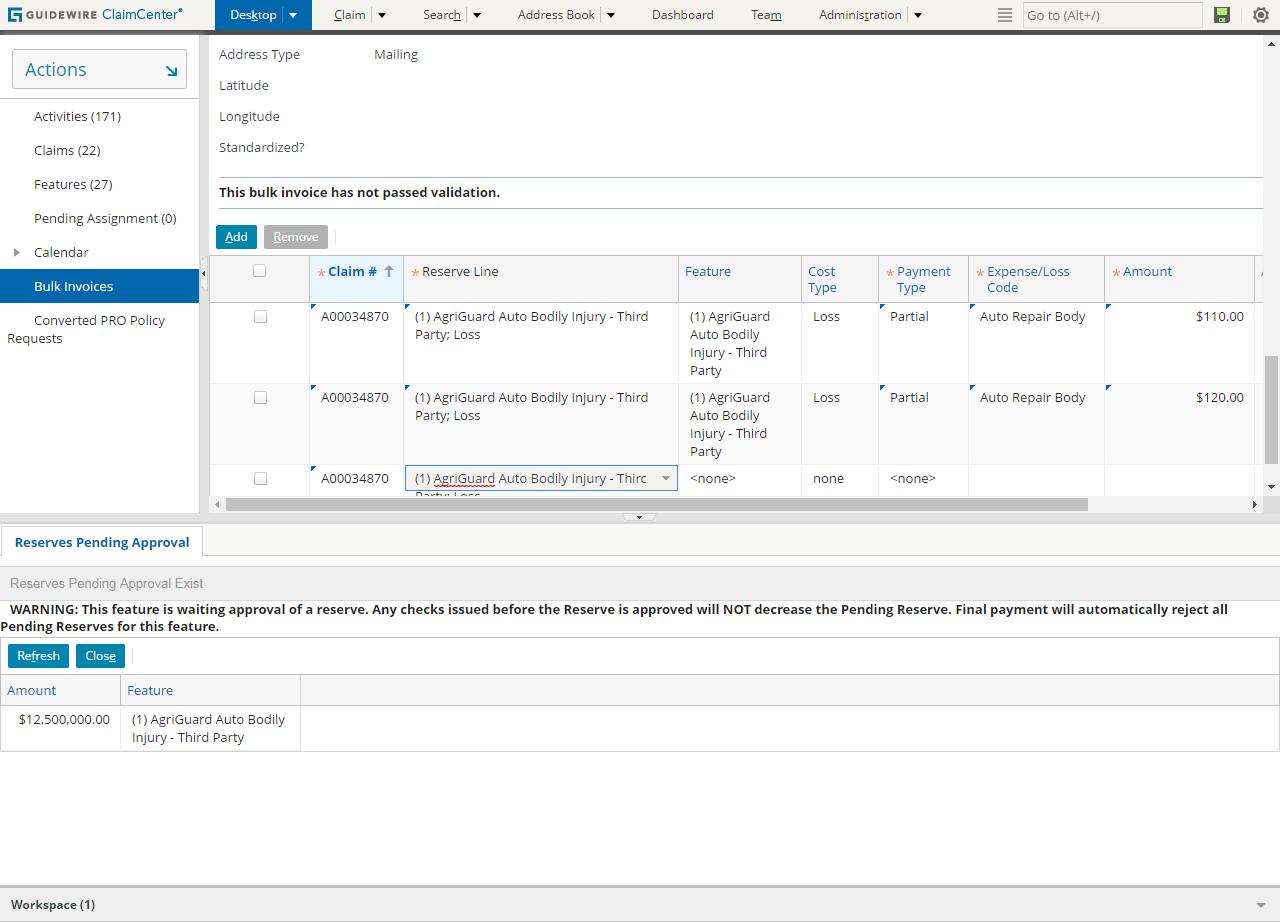 GUIDEWIRE ClaimCenter®
Desktop
Claim
Search
Address Book
Dashboard
Team
Administration
Go to (Alt+/)
Actions
Activities (171)
Claims (22)
Features (27)
Pending Assignment (0)
Calendar
Bulk Invoices
Converted PRO Policy
Requests
Address Type Mailing
Latitude
Longitude
Standardized?
This bulk invoice has not passed validation.
Add Remove
* Claim # * Reserve Line Feature Cost * Payment * Expense/Loss * Amount
Type Type Code
A00034870 (1) AgriGuard Auto Bodily Injury - Third (1) AgriGuard Loss Partial Auto Repair Body $110.00
Party; Loss Auto Bodily
Injury - Third
Party
A00034870 (1) AgriGuard Auto Bodily Injury - Third (1) AgriGuard Loss Partial Auto Repair Body $120.00
Party; Loss Auto Bodily
Injury - Third
Party
A00034870 (1) AgriGuard Auto Bodily Injury - Thirc <none> none <none>
Party; Loss
Reserves Pending Approval
Reserves Pending Approval Exist
WARNING: This feature is waiting approval of a reserve. Any checks issued before the Reserve is approved will NOT decrease the Pending Reserve. Final payment will automatically reject all
Pending Reserves for this feature.
Refresh Close
Amount Feature
$12,500,000.00 (1) AgriGuard Auto Bodily
Injury - Third Party
Workspace (1)